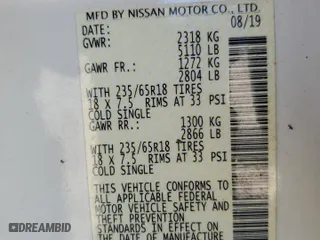 MFD BY NISSAN MOTOR CO., LTD.
DATE: 08/19
GVWR: 2318 KG
5110 LB
GAWR FR.: 1272 KG
2804 LB
WITH 235/65R18 TIRES
18 X 7.5 RIMS AT 33 PSI
COLD SINGLE
GAWR RR.: 1300 KG
2866 LB
WITH 235/65R18 TIRES
18 X 7.5 RIMS AT 33 PSI
COLD SINGLE
THIS VEHICLE CONFORMS TO
ALL APPLICABLE FEDERAL
MOTOR VEHICLE SAFETY AND
THEFT PREVENTION
STANDARDS IN EFFECT ON
THE DATE OF MANUFACTURE
DREAMBID